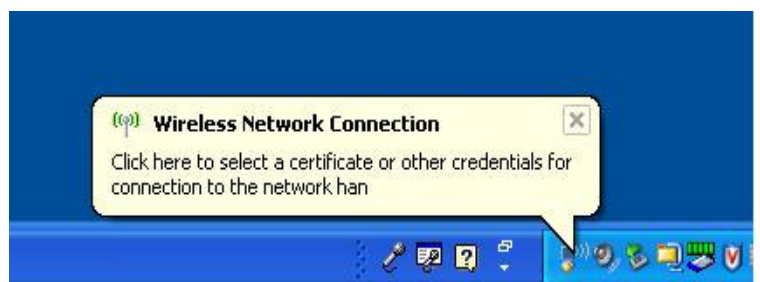 Wireless Network Connection
Click here to select a certificate or other credentials for
connection to the network han